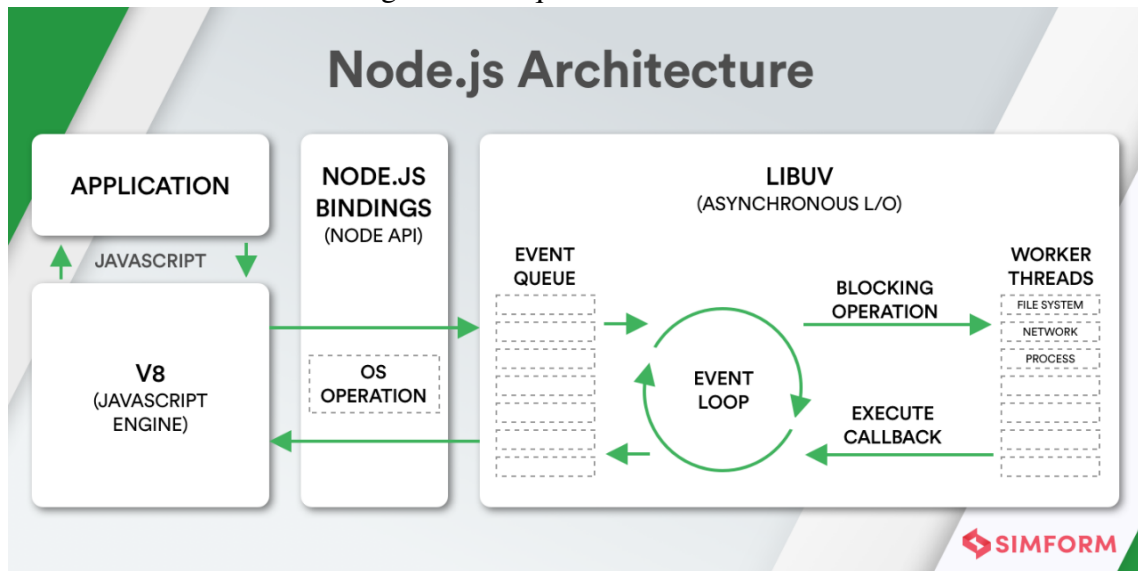 Node.js Architecture
APPLICATION
JAVASCRIPT
V8
(JAVASCRIPT
ENGINE)
NODE.JS
BINDINGS
(NODE API)
OS
OPERATION
LIBUV
(ASYNCHRONOUS L/O)
EVENT
QUEUE
EVENT
LOOP
BLOCKING
OPERATION
EXECUTE
CALLBACK
WORKER
THREADS
FILE SYSTEM
NETWORK
PROCESS
SIMFORM